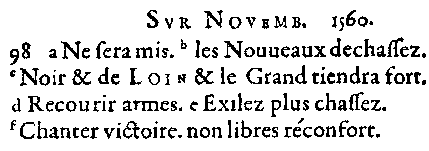 SVR NOVEMB. 1560.
98 a Ne ſera mis. b les Nouueaux dechaſſez.
c Noir & de LOIN & le Grand tiendra fort.
d Recourir armes. e Exilez plus chaſſez.
f Chanter victoire. non libres réconfort.